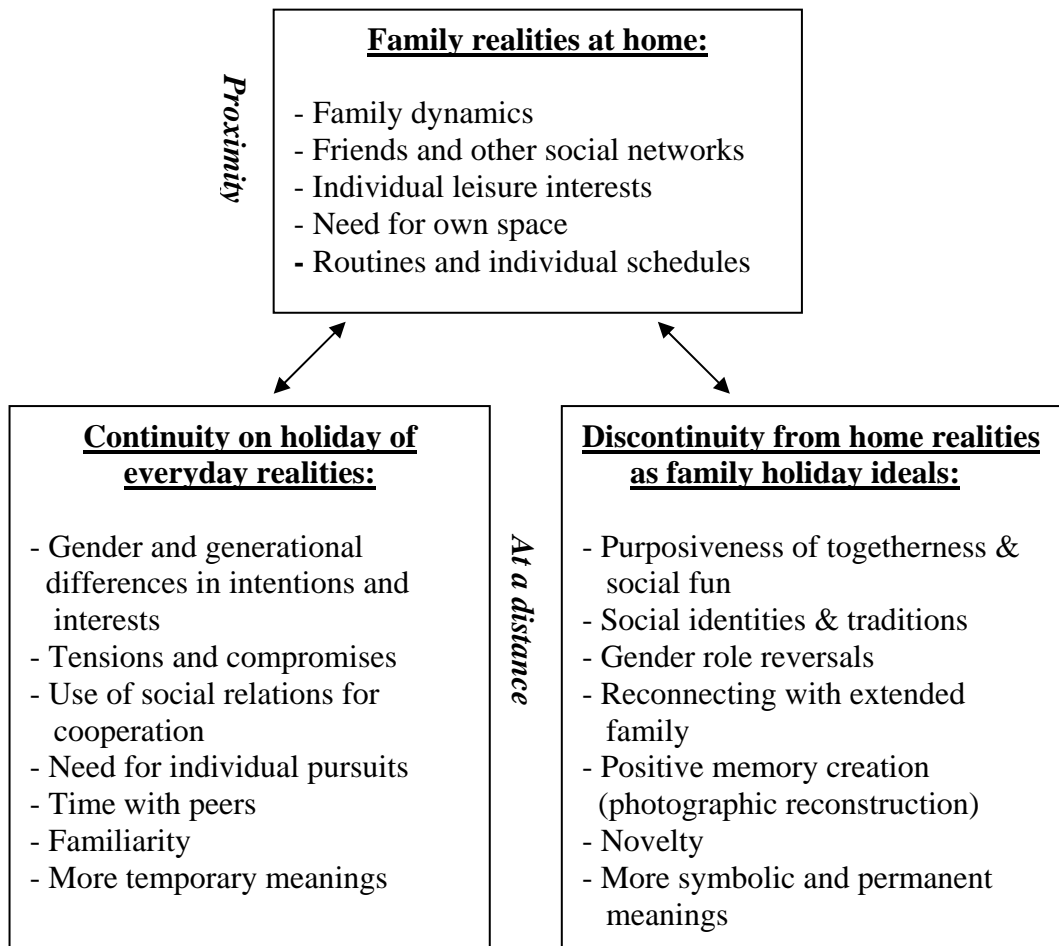 Proximity
Family realities at home:
- Family dynamics
- Friends and other social networks
- Individual leisure interests
- Need for own space
- Routines and individual schedules
Continuity on holiday of
everyday realities:
- Gender and generational
differences in intentions and
interests
- Tensions and compromises
- Use of social relations for
cooperation
- Need for individual pursuits
- Time with peers
- Familiarity
- More temporary meanings
At a distance
Discontinuity from home realities
as family holiday ideals:
- Purposiveness of togetherness &
social fun
- Social identities & traditions
- Gender role reversals
- Reconnecting with extended
family
- Positive memory creation
(photographic reconstruction)
- Novelty
- More symbolic and permanent
meanings